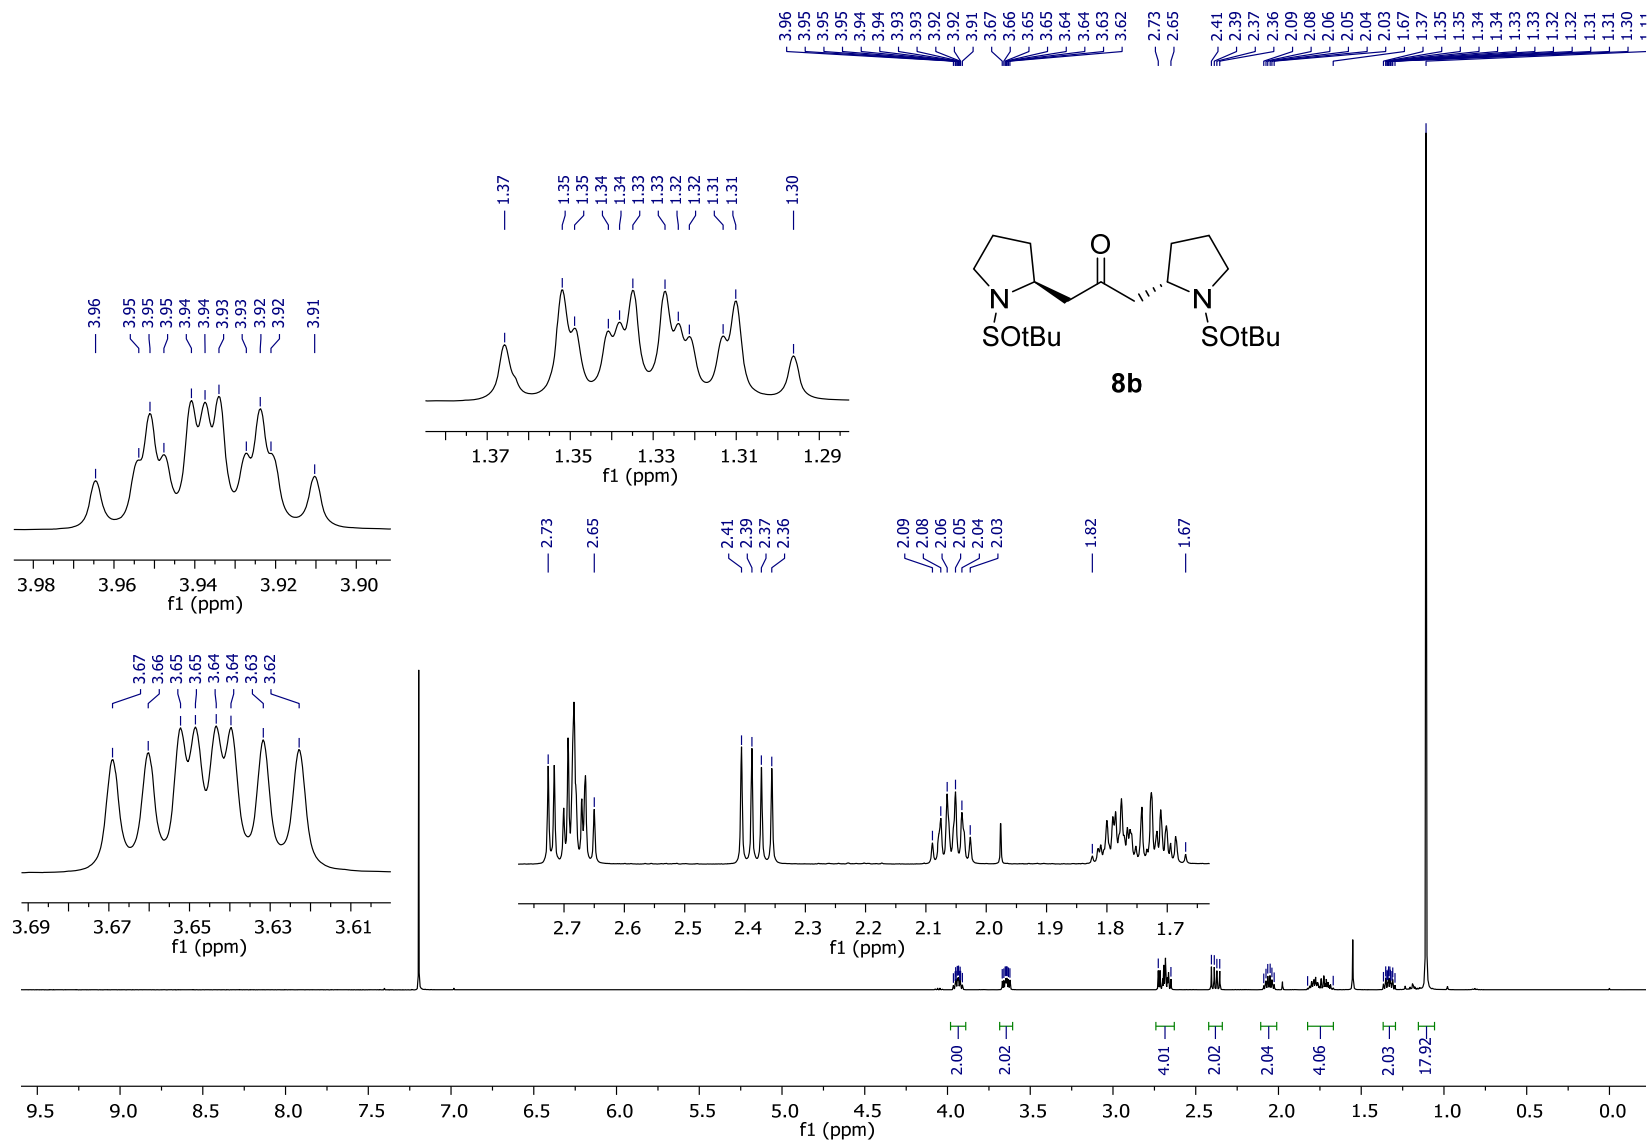 3.96 3.95 3.95 3.95 3.94 3.94 3.93 3.93 3.92 3.92 3.91 3.67 3.66 3.65 3.65 3.64 3.64 3.63 3.62 2.73 2.65 2.41 2.39 2.37 2.36 2.09 2.08 2.06 2.05 2.04 2.03 1.67 1.37 1.35 1.35 1.34 1.34 1.33 1.33 1.32 1.32 1.31 1.31 1.30 1.11
1.37 1.35 1.35 1.34 1.34 1.33 1.33 1.32 1.32 1.31 1.31 1.30
1.37 1.35 1.33 1.31 1.29
f1 (ppm)
O
N N
SOtBu SOtBu
8b
3.96 3.95 3.95 3.95 3.94 3.94 3.93 3.93 3.92 3.92 3.91
3.98 3.96 3.94 3.92 3.90
f1 (ppm)
3.67 3.66 3.65 3.65 3.64 3.64 3.63 3.62
3.69 3.67 3.65 3.63 3.61
f1 (ppm)
2.73 2.65 2.41 2.39 2.37 2.36 2.09 2.08 2.06 2.05 2.04 2.03 1.82 1.67
2.7 2.6 2.5 2.4 2.3 2.2 2.1 2.0 1.9 1.8 1.7
f1 (ppm)
2.00 2.02 4.01 2.02 2.04 4.06 2.03 17.92
9.5 9.0 8.5 8.0 7.5 7.0 6.5 6.0 5.5 5.0 4.5 4.0 3.5 3.0 2.5 2.0 1.5 1.0 0.5 0.0
f1 (ppm)